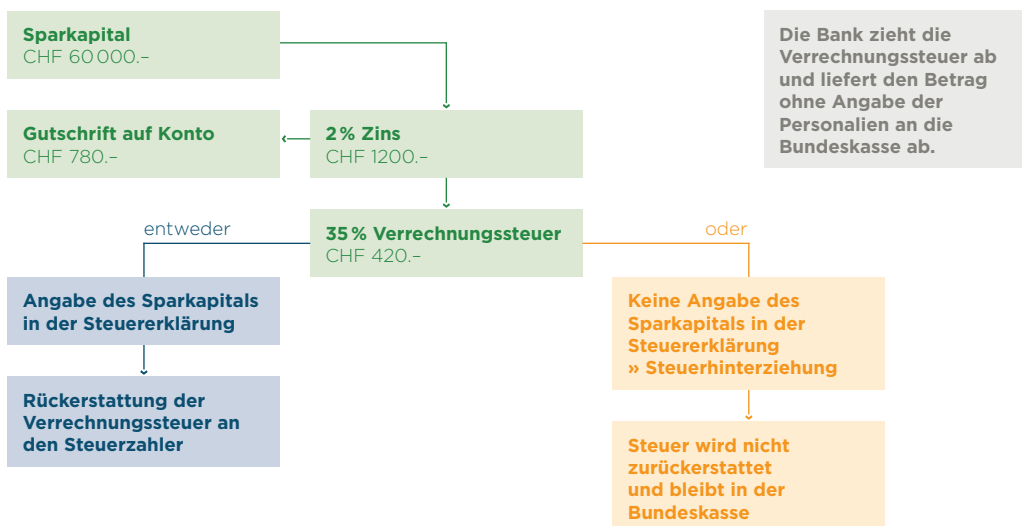 Sparkapital
CHF 60 000.–
Die Bank zieht die
Verrechnungssteuer ab
und liefert den Betrag
ohne Angabe der
Personalien an die
Bundeskasse ab.
Gutschrift auf Konto
CHF 780.–
2 % Zins
CHF 1200.–
entweder
35 % Verrechnungssteuer
CHF 420.–
oder
Angabe des Sparkapitals
in der Steuererklärung
Rückerstattung der
Verrechnungssteuer an
den Steuerzahler
Keine Angabe des
Sparkapitals in der
Steuererklärung
» Steuerhinterziehung
Steuer wird nicht
zurückerstattet
und bleibt in der
Bundeskasse